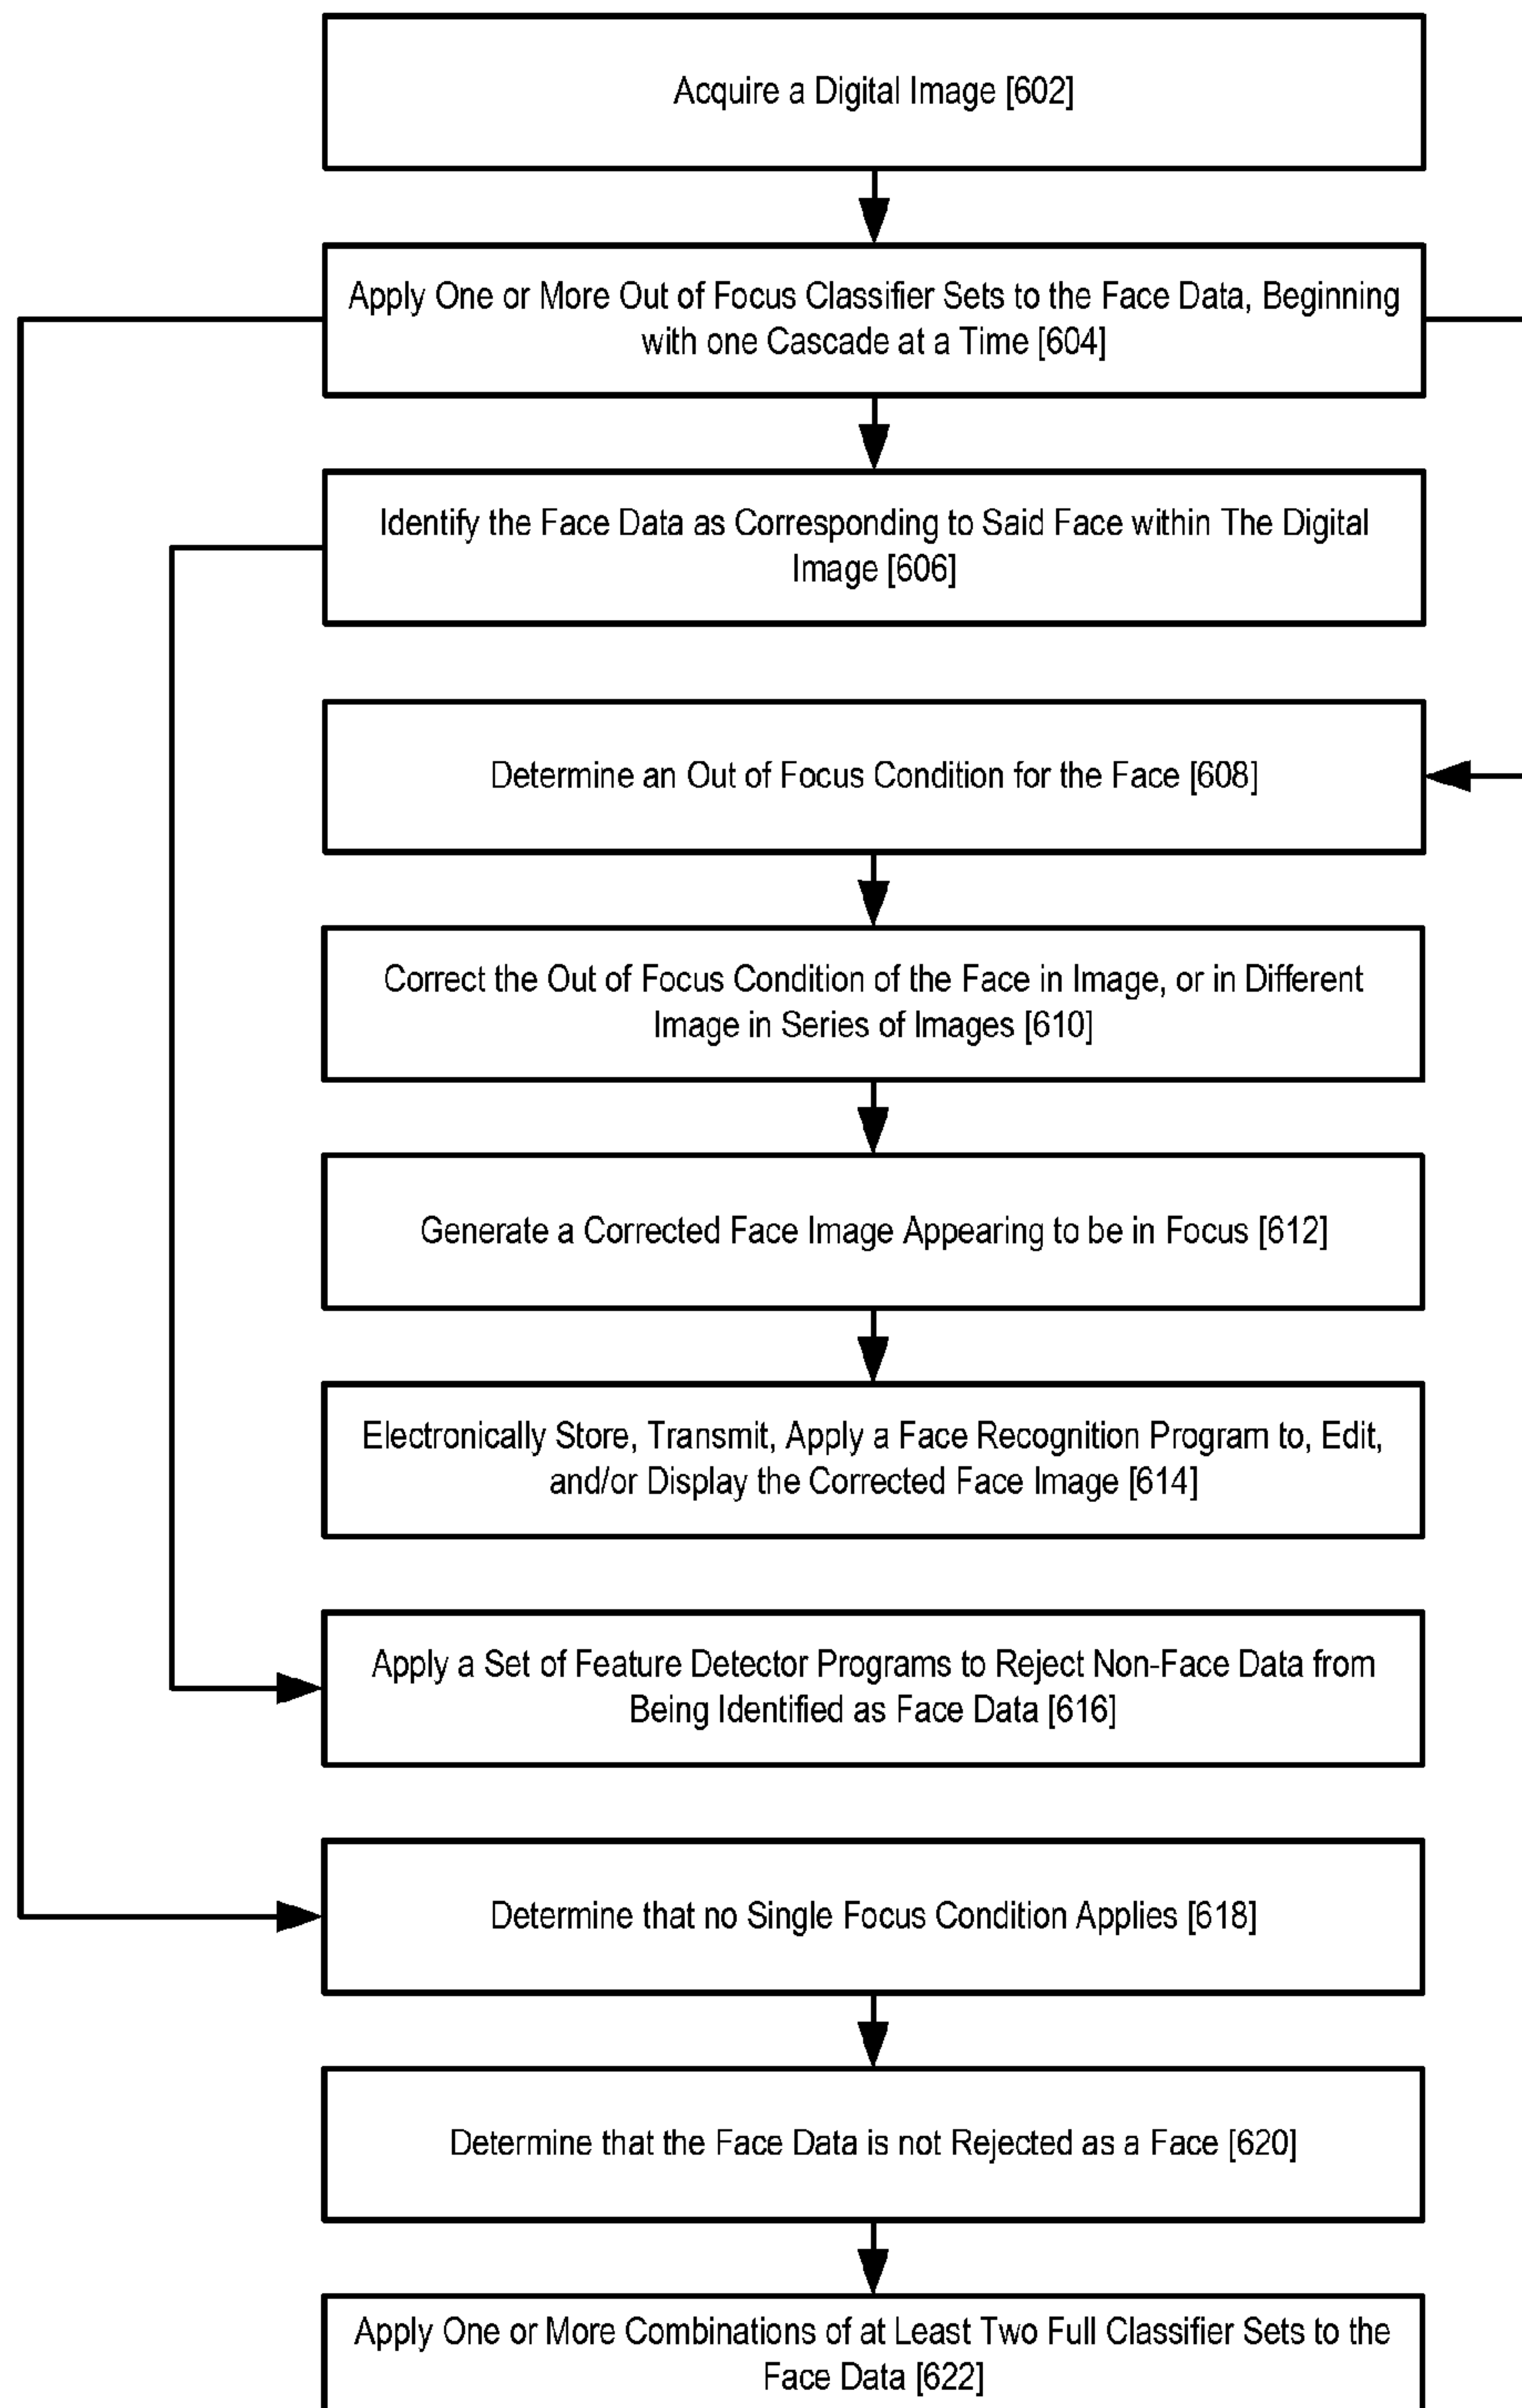 Acquire a Digital Image [602]
Apply One or More Out of Focus Classifier Sets to the Face Data, Beginning
with one Cascade at a Time [604]
Identify the Face Data as Corresponding to Said Face within The Digital
Image [606]
Determine an Out of Focus Condition for the Face [608]
Correct the Out of Focus Condition of the Face in Image, or in Different
Image in Series of Images [610]
Generate a Corrected Face Image Appearing to be in Focus [612]
Electronically Store, Transmit, Apply a Face Recognition Program to, Edit,
and/or Display the Corrected Face Image [614]
Apply a Set of Feature Detector Programs to Reject Non-Face Data from
Being Identified as Face Data [616]
Determine that no Single Focus Condition Applies [618]
Determine that the Face Data is not Rejected as a Face [620]
Apply One or More Combinations of at Least Two Full Classifier Sets to the
Face Data [622]